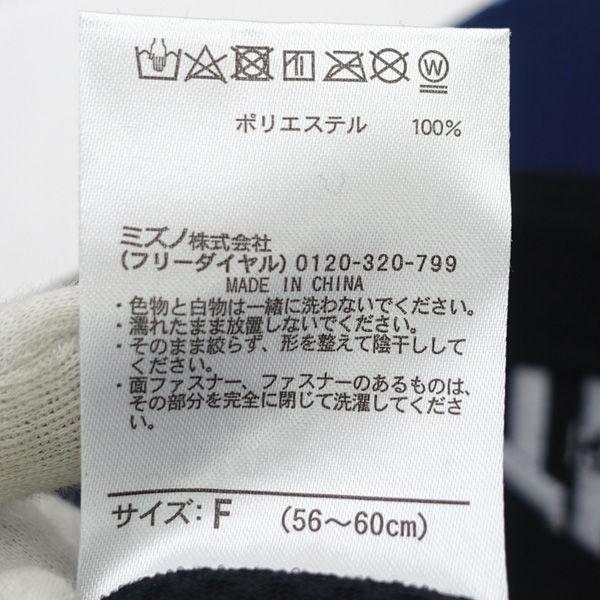 W
ポリエステル 100%
ミズノ株式会社
(フリーダイヤル) 0120-320-799
MADE IN CHINA
・色物と白物は一緒に洗わないでください。
・濡れたまま放置しないでください。
・そのまま絞らず、形を整えて陰干しして
ください。
・面ファスナー、ファスナーのあるものは、
その部分を完全に閉じて洗濯してくださ
い。
サイズ: F (56～60cm)